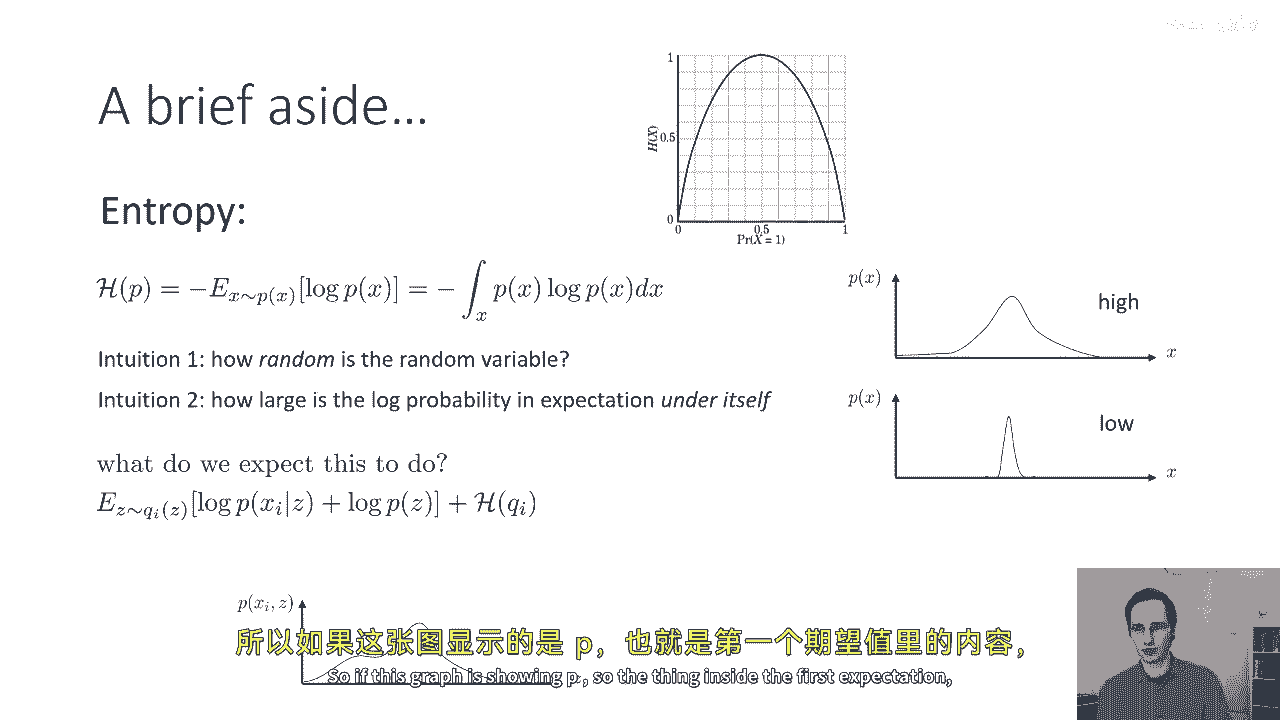 A brief aside...
1
H(X)
0.5
0
0
0.5
1
Pr(X = 1)
Entropy:
$\mathcal{H}(p) = -E_{x \sim p(x)}[\log p(x)] = -\int_x p(x) \log p(x) dx$
p(x)
high
x
Intuition 1: how random is the random variable?
Intuition 2: how large is the log probability in expectation under itself
p(x)
low
x
what do we expect this to do?
$E_{z \sim q_i(z)}[\log p(x_i|z) + \log p(z)] + \mathcal{H}(q_i)$
$p(x_i, z)$
所以如果这张图显示的是 p，也就是第一个期望值里的内容，
So if this graph is showing p, so the thing inside the first expectation,